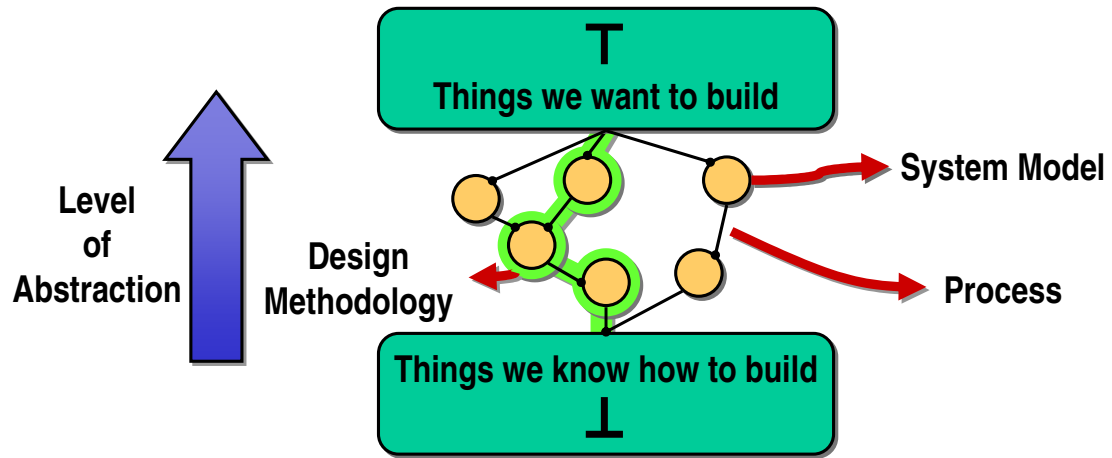 ⊤
Things we want to build
System Model
Level
of
Abstraction
Design
Methodology
Process
Things we know how to build
⊥